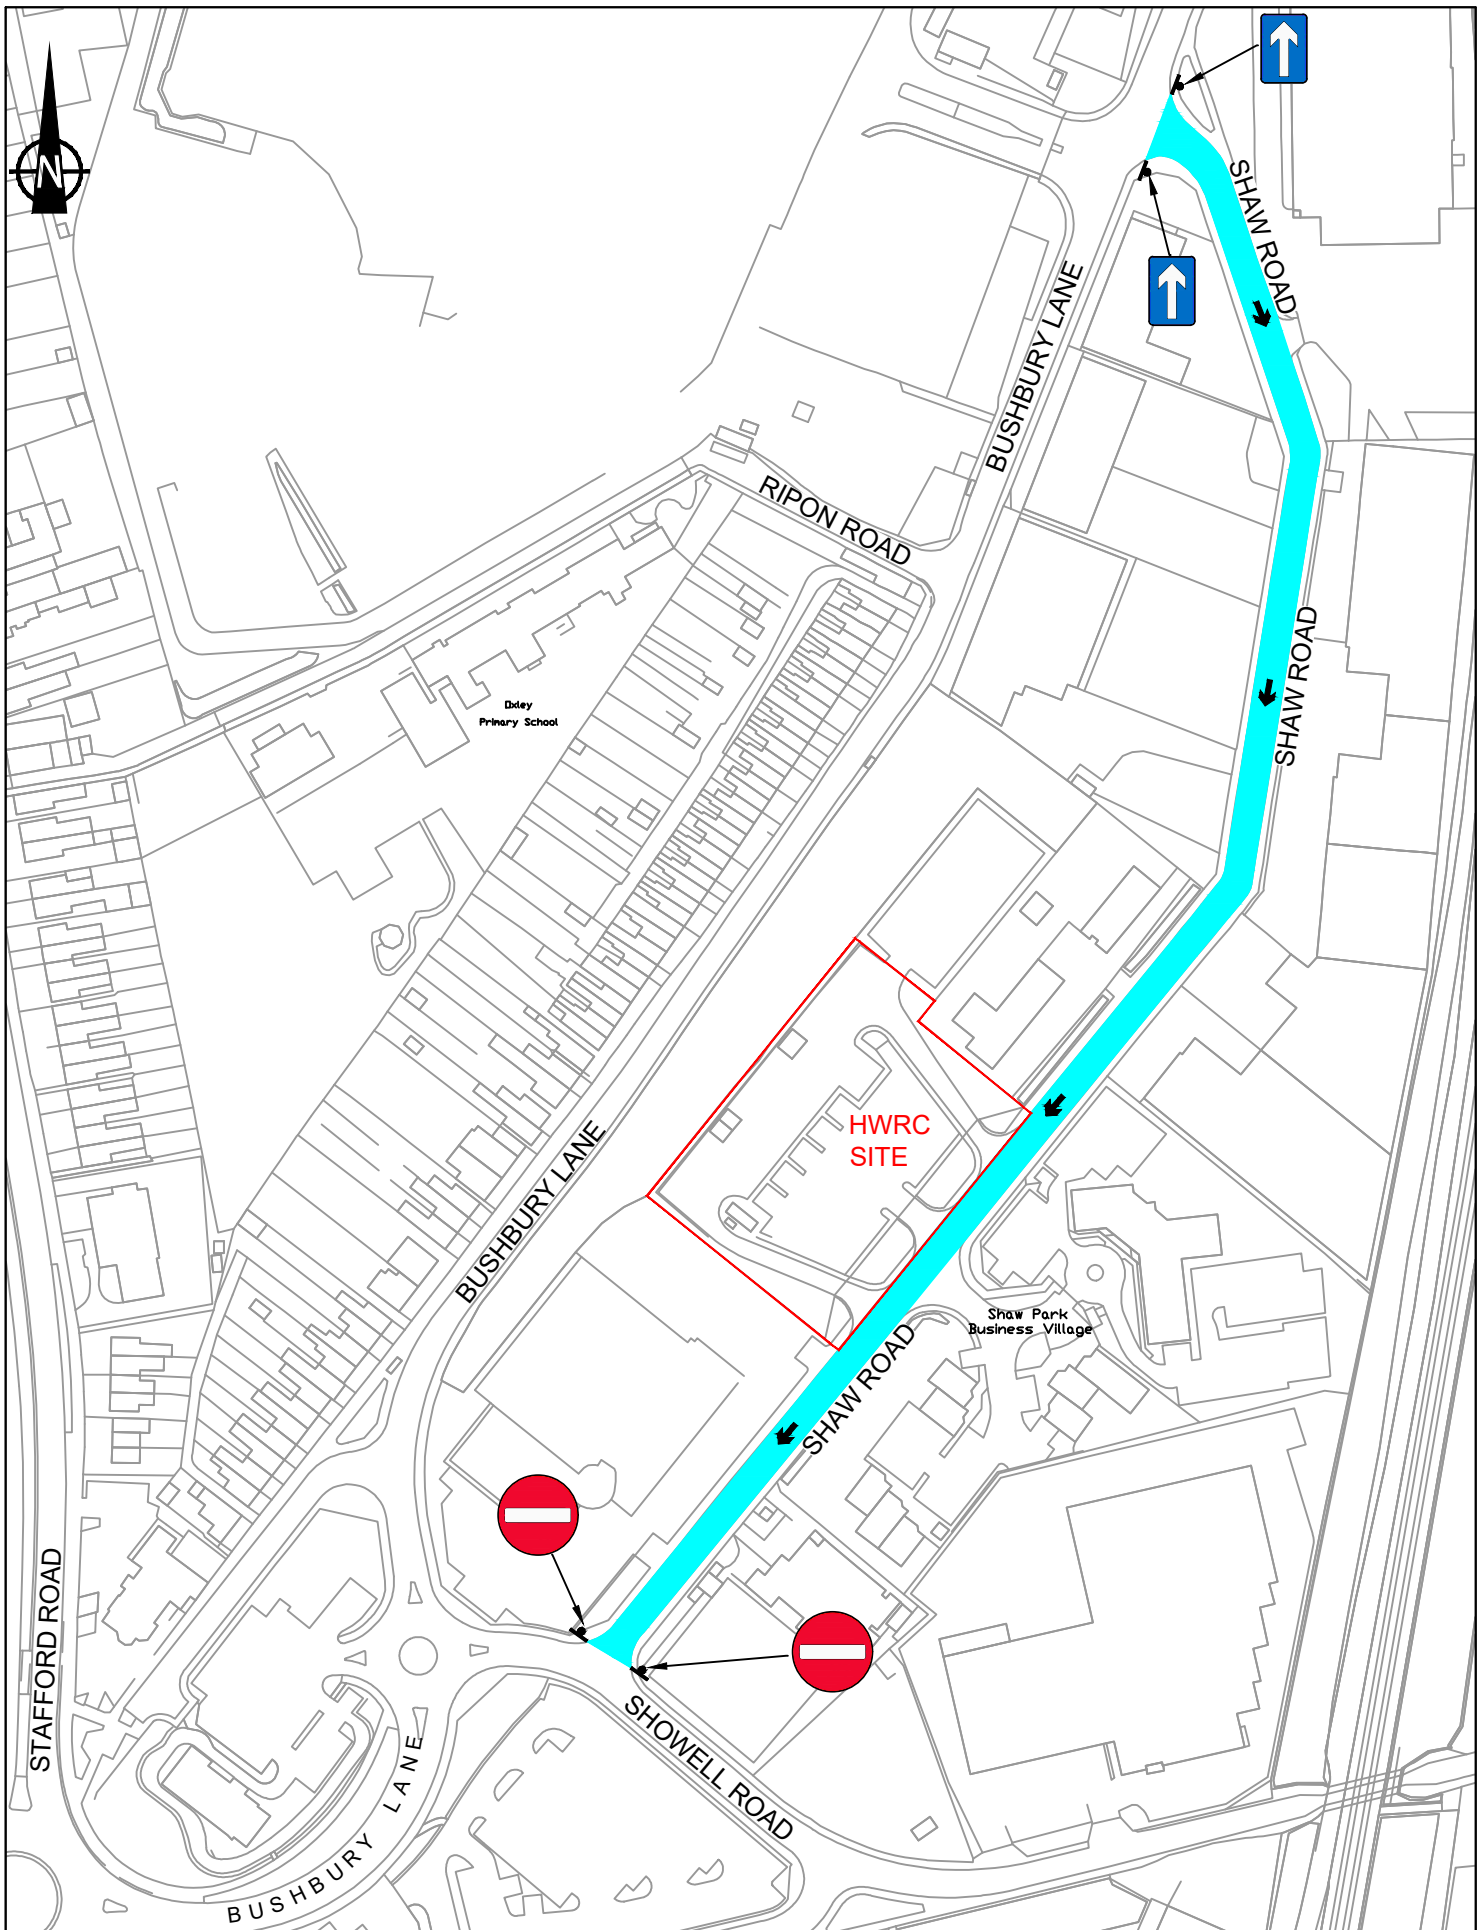 N
SHAW ROAD
BUSHBURY LANE
RIPON ROAD
SHAW ROAD
Oxley
Primary School
HWRC
SITE
BUSHBURY LANE
Shaw Park
Business Village
SHAW ROAD
STAFFORD ROAD
SHOWELL ROAD
BUSHBURY LANE